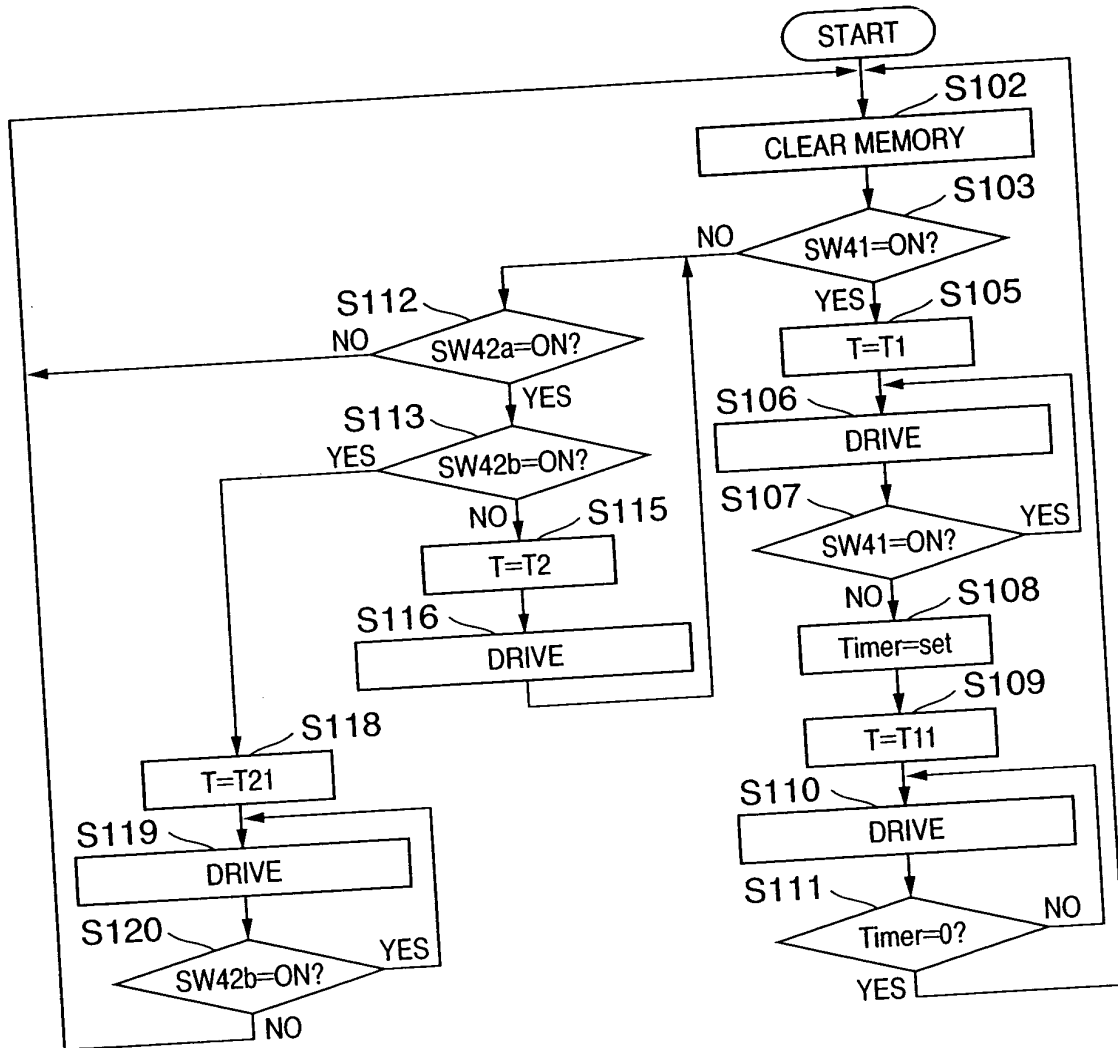 START
S102
CLEAR MEMORY
S103
SW41=ON?
NO
YES
S105
T=T1
S106
DRIVE
S107
SW41=ON?
YES
NO
S108
Timer=set
S109
T=T11
S110
DRIVE
S111
Timer=0?
NO
YES
S112
SW42a=ON?
NO
YES
S113
SW42b=ON?
YES
NO
S115
T=T2
S116
DRIVE
S118
T=T21
S119
DRIVE
S120
SW42b=ON?
YES
NO